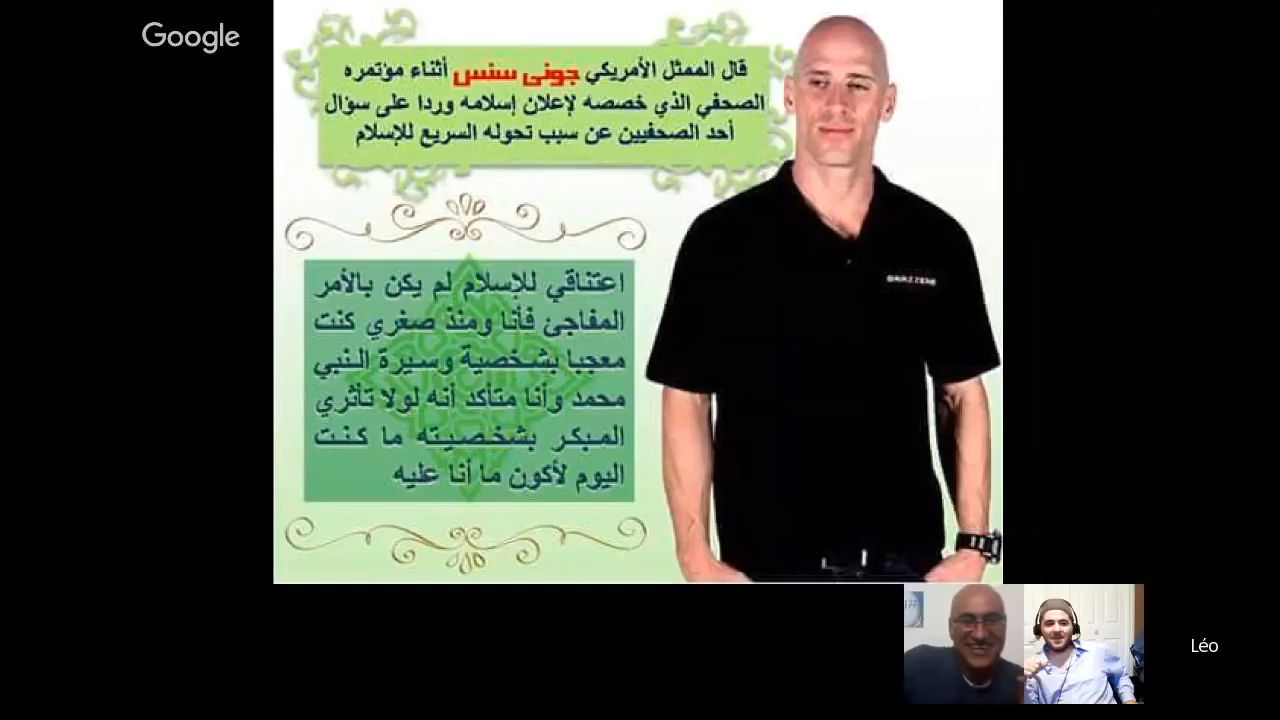 Google
قال الممثل الأمريكي جوني سنس أثناء مؤتمره
الصحفي الذي خصصه لإعلان إسلامه وردا على سؤال
أحد الصحفيين عن سبب تحوله السريع للإسلام
اعتناقي للإسلام لم يكن بالأمر
المفاجئ فأنا ومنذ صغري كنت
معجبا بشخصية وسيرة النبي
محمد وأنا متأكد أنه لولا تأثري
المبكر بشخصيته ما كنت
اليوم لأكون ما أنا عليه
BRAZZERS
Léo